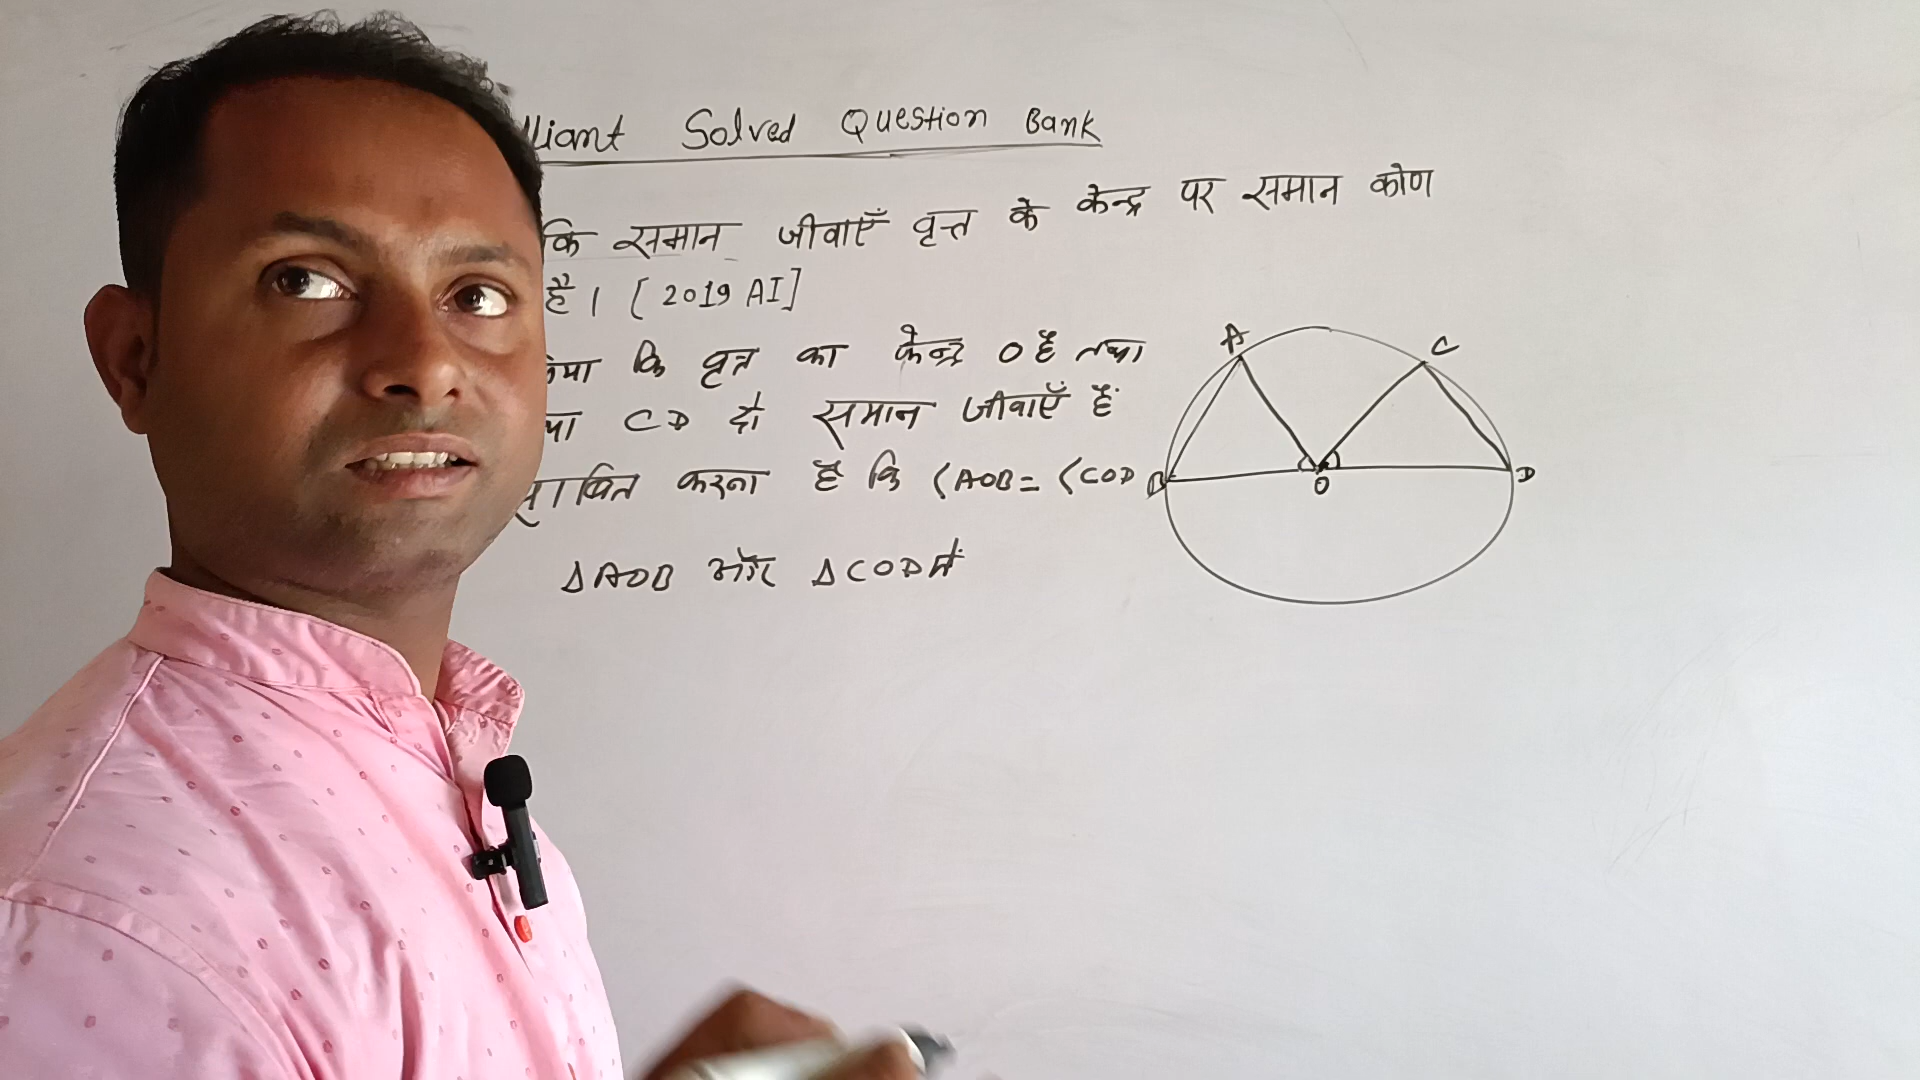 lliant Solved Question Bank
कि समान जीवाएँ वृत्त के केन्द्र पर समान कोण
है। [2019 AI]
कि वृत्त का केन्द्र O है तथा
CD दो समान जीवाएँ हैं
साबित करना है कि <AOB = <COD
ΔAOB और ΔCOD में
A
C
B
O
D